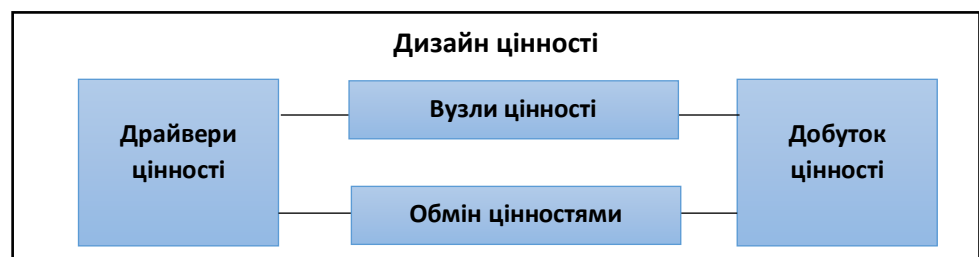 Дизайн цінності
Драйвери
цінності
Вузли цінності
Обмін цінностями
Добуток
цінності